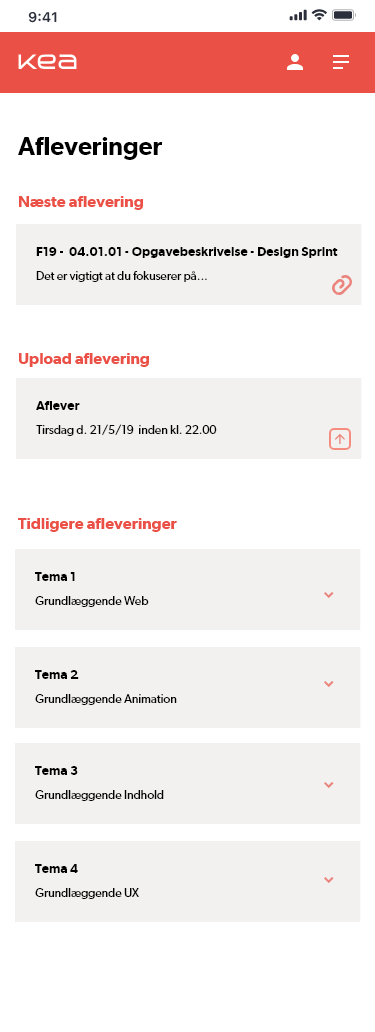 9:41
kea
Afleveringer
Næste aflevering
F19 - 04.01.01 - Opgavebeskrivelse - Design Sprint
Det er vigtigt at du fokuserer på...
Upload aflevering
Aflever
Tirsdag d. 21/5/19 inden kl. 22.00
Tidligere afleveringer
Tema 1
Grundlæggende Web
Tema 2
Grundlæggende Animation
Tema 3
Grundlæggende Indhold
Tema 4
Grundlæggende UX